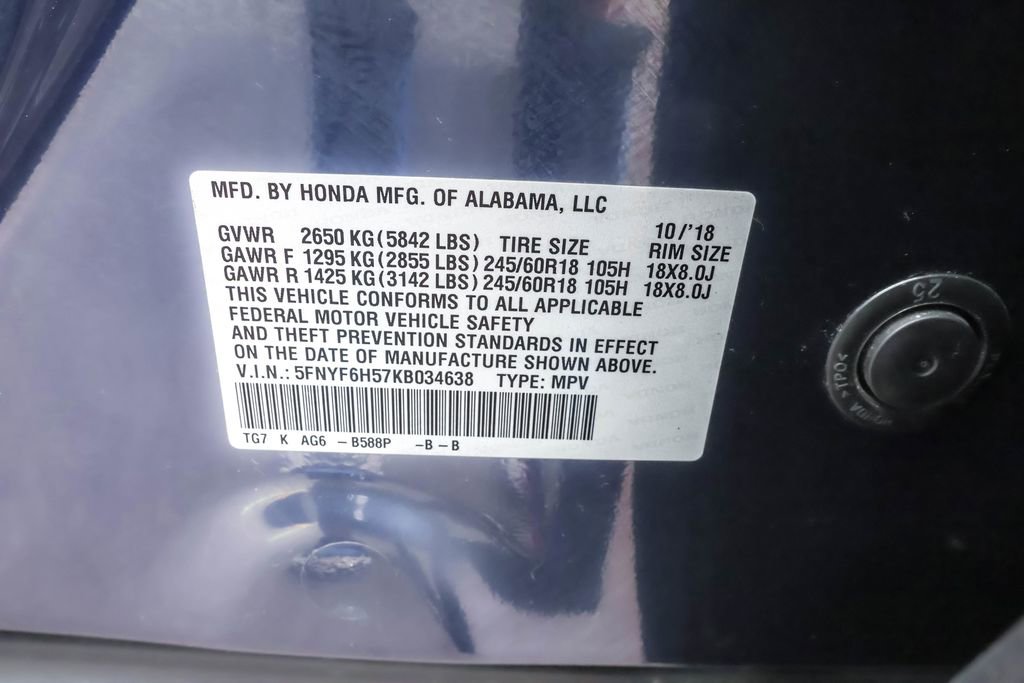 MFD. BY HONDA MFG. OF ALABAMA, LLC
10/'18
GVWR 2650 KG(5842 LBS) TIRE SIZE RIM SIZE
GAWR F 1295 KG(2855 LBS) 245/60R18 105H 18X8.0J
GAWR R 1425 KG(3142 LBS) 245/60R18 105H 18X8.0J
THIS VEHICLE CONFORMS TO ALL APPLICABLE
FEDERAL MOTOR VEHICLE SAFETY
AND THEFT PREVENTION STANDARDS IN EFFECT
ON THE DATE OF MANUFACTURE SHOWN ABOVE.
V.I.N.: 5FNYF6H57KB034638 TYPE: MPV
TG7 K AG6 – B588P –B – B
25
>TPO<